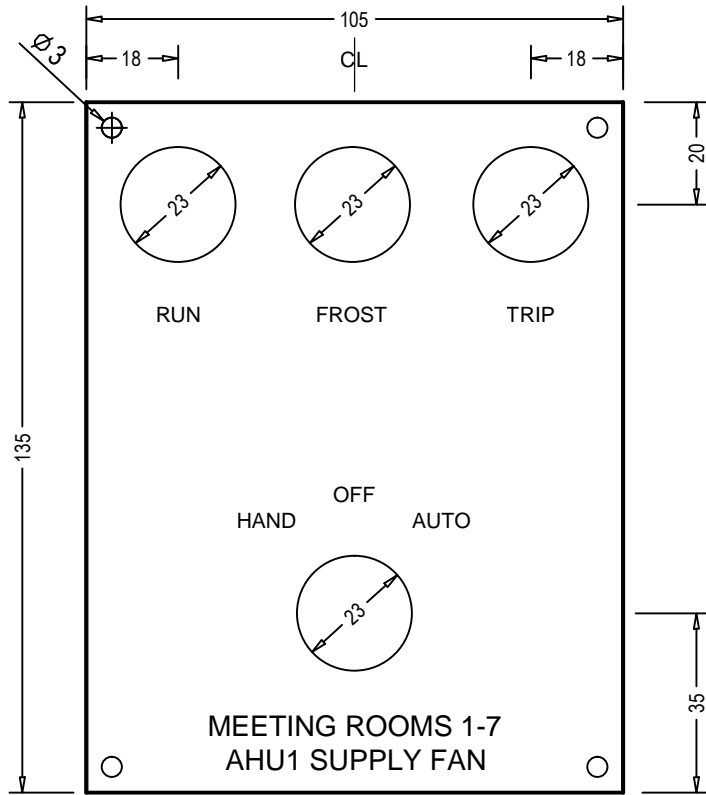 105
18
CL
18
Ø3
20
23
23
23
RUN
FROST
TRIP
135
OFF
HAND
AUTO
23
35
MEETING ROOMS 1-7
AHU1 SUPPLY FAN